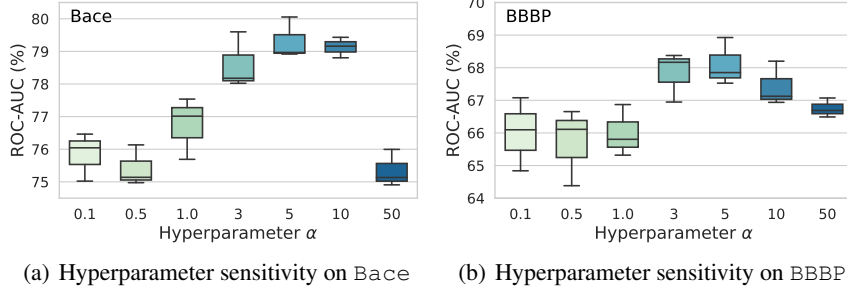 Bace
ROC-AUC (%)
80
79
78
77
76
75
0.1 0.5 1.0 3 5 10 50
Hyperparameter α
(a) Hyperparameter sensitivity on Bace
BBBP
ROC-AUC (%)
70
69
68
67
66
65
64
0.1 0.5 1.0 3 5 10 50
Hyperparameter α
(b) Hyperparameter sensitivity on BBBP